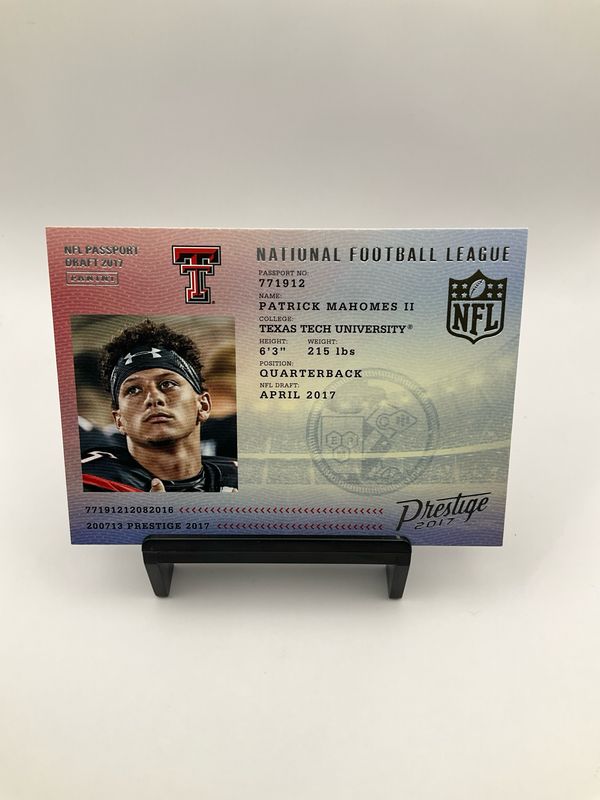 NFL PASSPORT
DRAFT 2017
PANINI
T
NATIONAL FOOTBALL LEAGUE
PASSPORT NO:
771912
NAME:
PATRICK MAHOMES II
COLLEGE:
TEXAS TECH UNIVERSITY®
HEIGHT: WEIGHT:
6'3" 215 lbs
POSITION:
QUARTERBACK
NFL DRAFT:
APRIL 2017
NFL
77191212082016 <<<<<<<<<<<<<<<<<<<<<<<<<<<<<<<<
200713 PRESTIGE 2017 <<<<<<<<<<<<<<<<<<<<<<<<<<
Prestige
2017